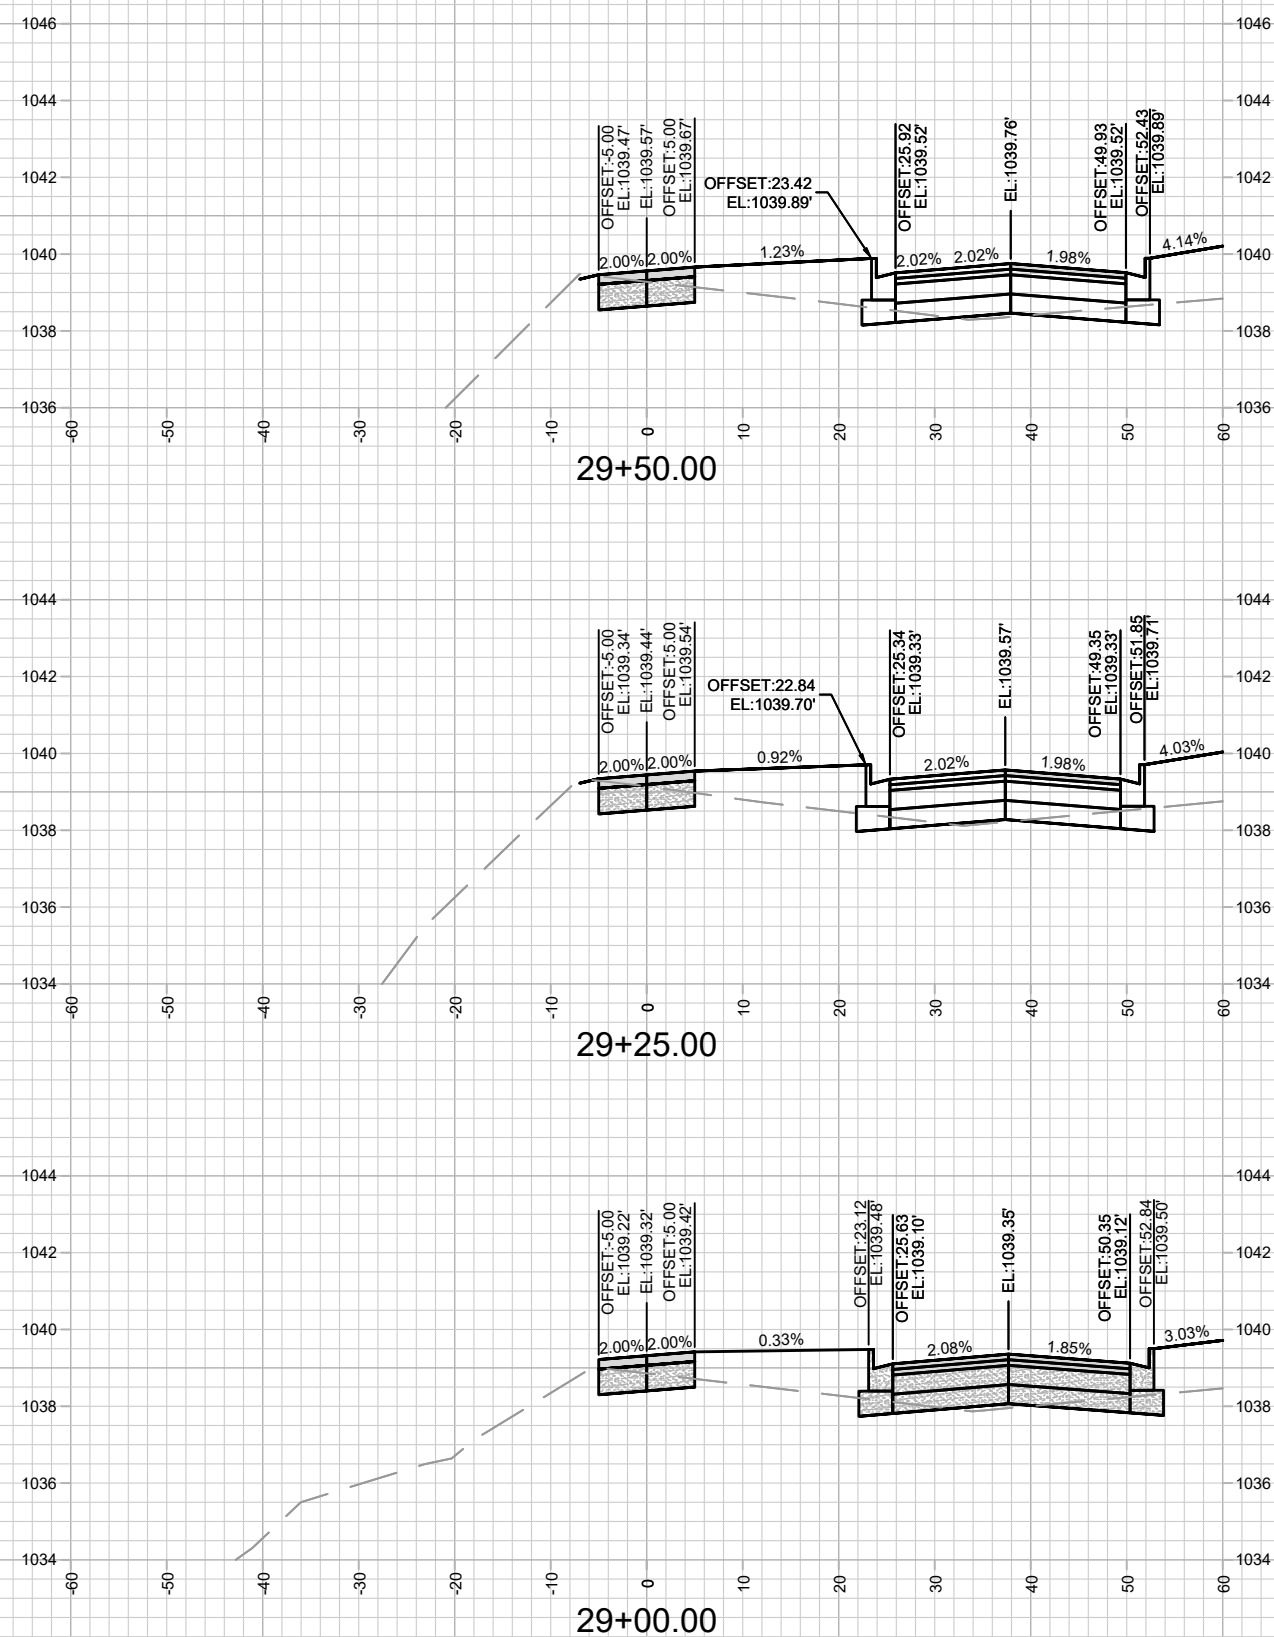 1046 1046
1044 1044
1042 1042
1040 1040
1038 1038
1036 1036
OFFSET:-5.00
EL:1039.47'
EL:1039.57'
OFFSET:5.00
EL:1039.67'
OFFSET:23.42
EL:1039.89'
OFFSET:25.92
EL:1039.52'
EL:1039.76'
OFFSET:49.93
EL:1039.52'
OFFSET:52.43
EL:1039.89'
2.00% 2.00% 1.23% 2.02% 2.02% 1.98% 4.14%
-60 -50 -40 -30 -20 -10 0 10 20 30 40 50 60
29+50.00
1044 1044
1042 1042
1040 1040
1038 1038
1036 1036
1034 1034
OFFSET:-5.00
EL:1039.34'
EL:1039.44'
OFFSET:5.00
EL:1039.54'
OFFSET:22.84
EL:1039.70'
OFFSET:25.34
EL:1039.33'
EL:1039.57'
OFFSET:49.35
EL:1039.33'
OFFSET:51.85
EL:1039.71'
2.00% 2.00% 0.92% 2.02% 1.98% 4.03%
-60 -50 -40 -30 -20 -10 0 10 20 30 40 50 60
29+25.00
1044 1044
1042 1042
1040 1040
1038 1038
1036 1036
1034 1034
OFFSET:-5.00
EL:1039.22'
EL:1039.32'
OFFSET:5.00
EL:1039.42'
OFFSET:23.12
EL:1039.48'
OFFSET:25.63
EL:1039.10'
EL:1039.35'
OFFSET:50.35
EL:1039.12'
OFFSET:52.84
EL:1039.50'
2.00% 2.00% 0.33% 2.08% 1.85% 3.03%
-60 -50 -40 -30 -20 -10 0 10 20 30 40 50 60
29+00.00